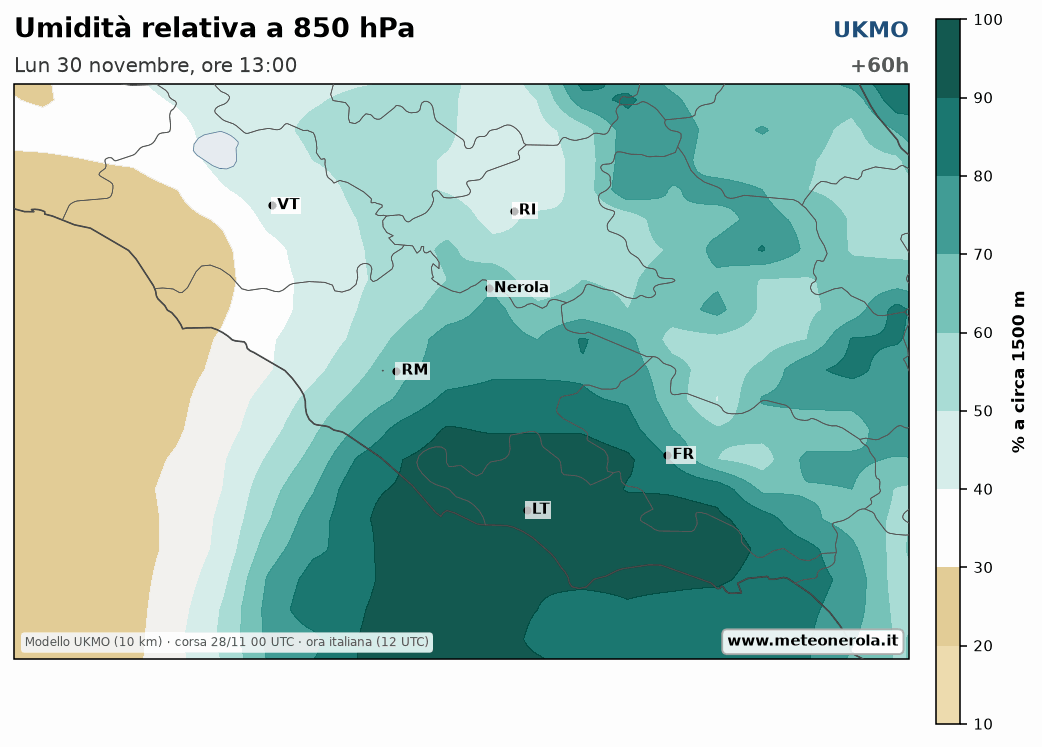 Umidità relativa a 850 hPa
UKMO
Lun 30 novembre, ore 13:00
+60h
VT
RI
Nerola
RM
FR
LT
Modello UKMO (10 km) · corsa 28/11 00 UTC · ora italiana (12 UTC)
www.meteonerola.it
100
90
80
70
60
50
40
30
20
10
% a circa 1500 m